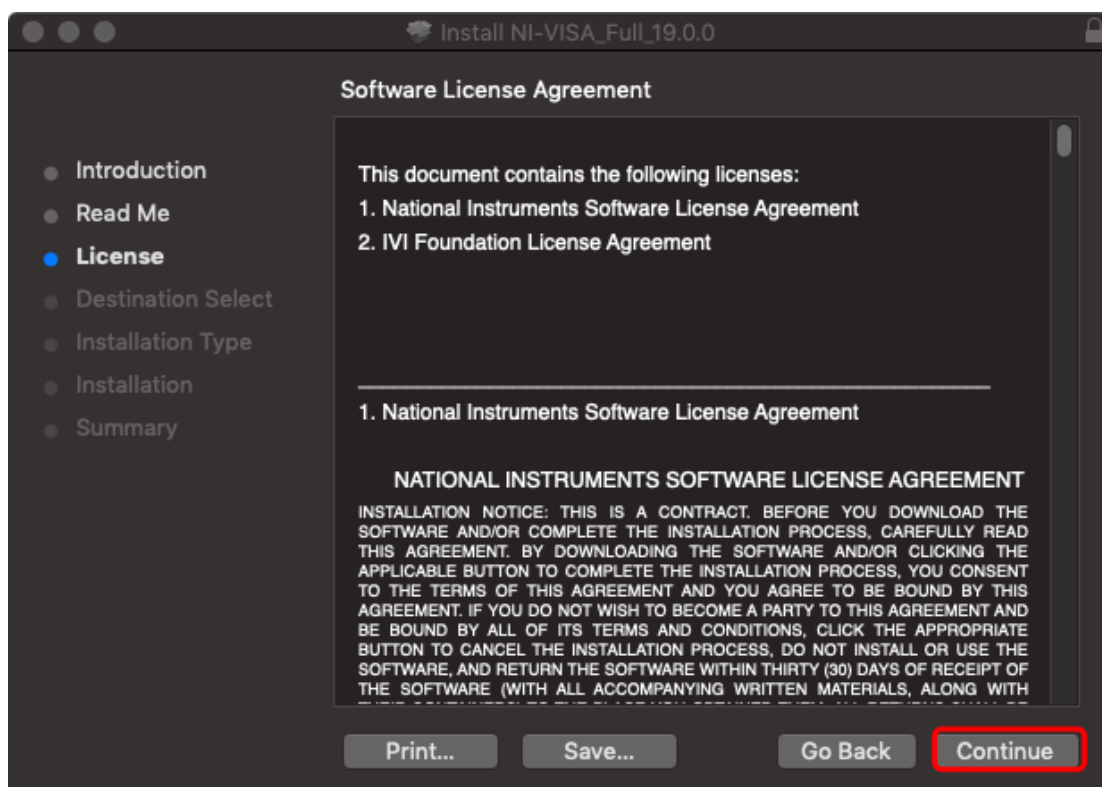 Install NI-VISA_Full_19.0.0
Software License Agreement
Introduction
Read Me
License
Destination Select
Installation Type
Installation
Summary
This document contains the following licenses:
1. National Instruments Software License Agreement
2. IVI Foundation License Agreement
1. National Instruments Software License Agreement
NATIONAL INSTRUMENTS SOFTWARE LICENSE AGREEMENT
INSTALLATION NOTICE: THIS IS A CONTRACT. BEFORE YOU DOWNLOAD THE
SOFTWARE AND/OR COMPLETE THE INSTALLATION PROCESS, CAREFULLY READ
THIS AGREEMENT. BY DOWNLOADING THE SOFTWARE AND/OR CLICKING THE
APPLICABLE BUTTON TO COMPLETE THE INSTALLATION PROCESS, YOU CONSENT
TO THE TERMS OF THIS AGREEMENT AND YOU AGREE TO BE BOUND BY THIS
AGREEMENT. IF YOU DO NOT WISH TO BECOME A PARTY TO THIS AGREEMENT AND
BE BOUND BY ALL OF ITS TERMS AND CONDITIONS, CLICK THE APPROPRIATE
BUTTON TO CANCEL THE INSTALLATION PROCESS, DO NOT INSTALL OR USE THE
SOFTWARE, AND RETURN THE SOFTWARE WITHIN THIRTY (30) DAYS OF RECEIPT OF
THE SOFTWARE (WITH ALL ACCOMPANYING WRITTEN MATERIALS, ALONG WITH
Print...
Save...
Go Back
Continue